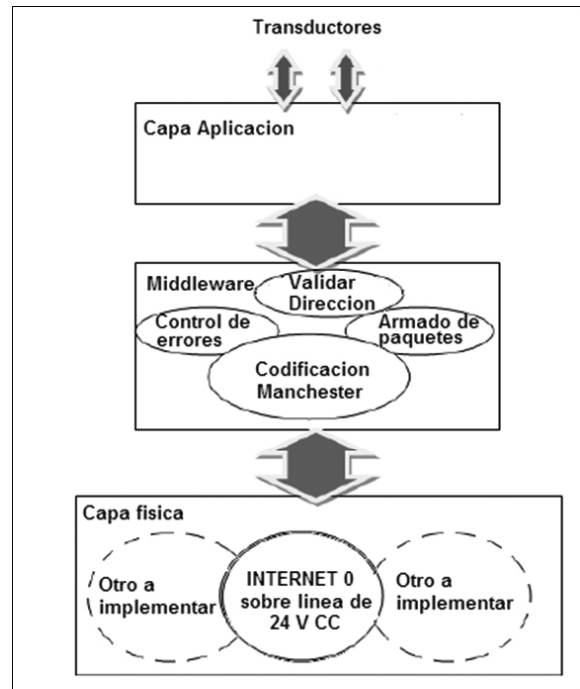 Transductores
Capa Aplicacion
Middleware
Validar
Direccion
Control de
errores
Armado de
paquetes
Codificacion
Manchester
Capa fisica
Otro a
implementar
INTERNET 0
sobre linea de
24 V CC
Otro a
implementar